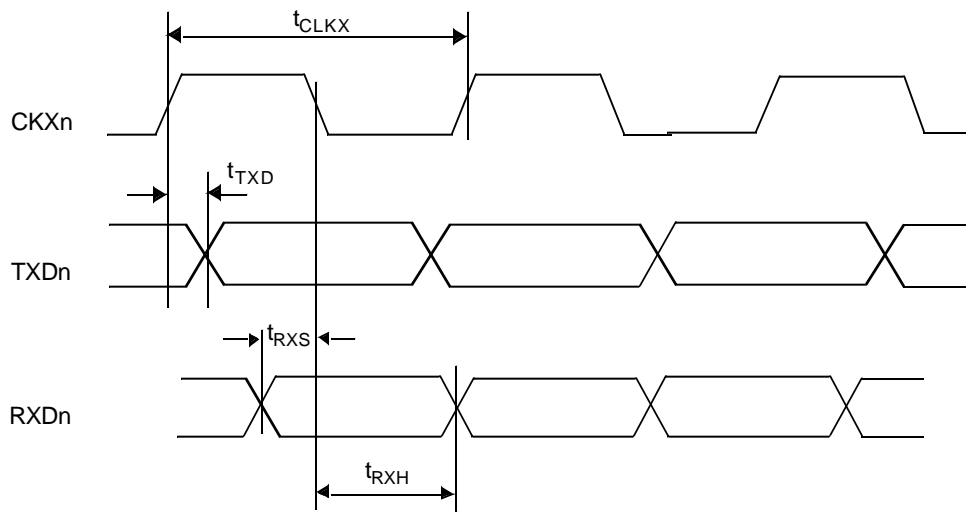 tCLKX
CKXn
tTXD
TXDn
tRXS
RXDn
tRXH